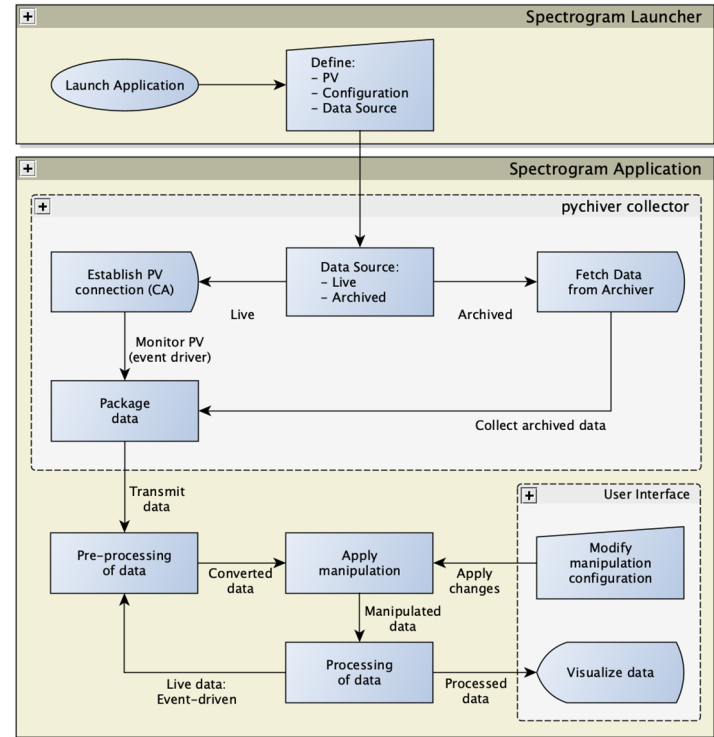 Spectrogram Launcher
Launch Application
Define:
- PV
- Configuration
- Data Source
Spectrogram Application
pychiver collector
Establish PV
connection (CA)
Live
Data Source:
- Live
- Archived
Archived
Fetch Data
from Archiver
Monitor PV
(event driver)
Package
data
Collect archived data
Transmit
data
User Interface
Pre-processing
of data
Converted
data
Apply
manipulation
Apply
changes
Modify
manipulation
configuration
Manipulated
data
Live data:
Event-driven
Processing
of data
Processed
data
Visualize data